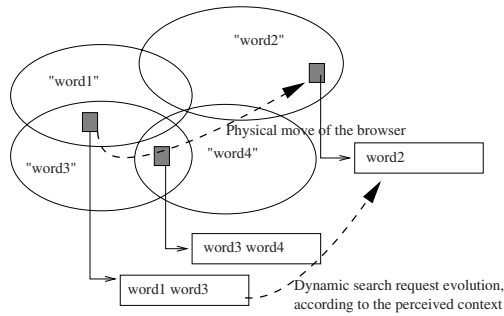 "word2"
"word1"
Physical move of the browser
"word3"
"word4"
word2
word3 word4
word1 word3
Dynamic search request evolution,
according to the perceived context